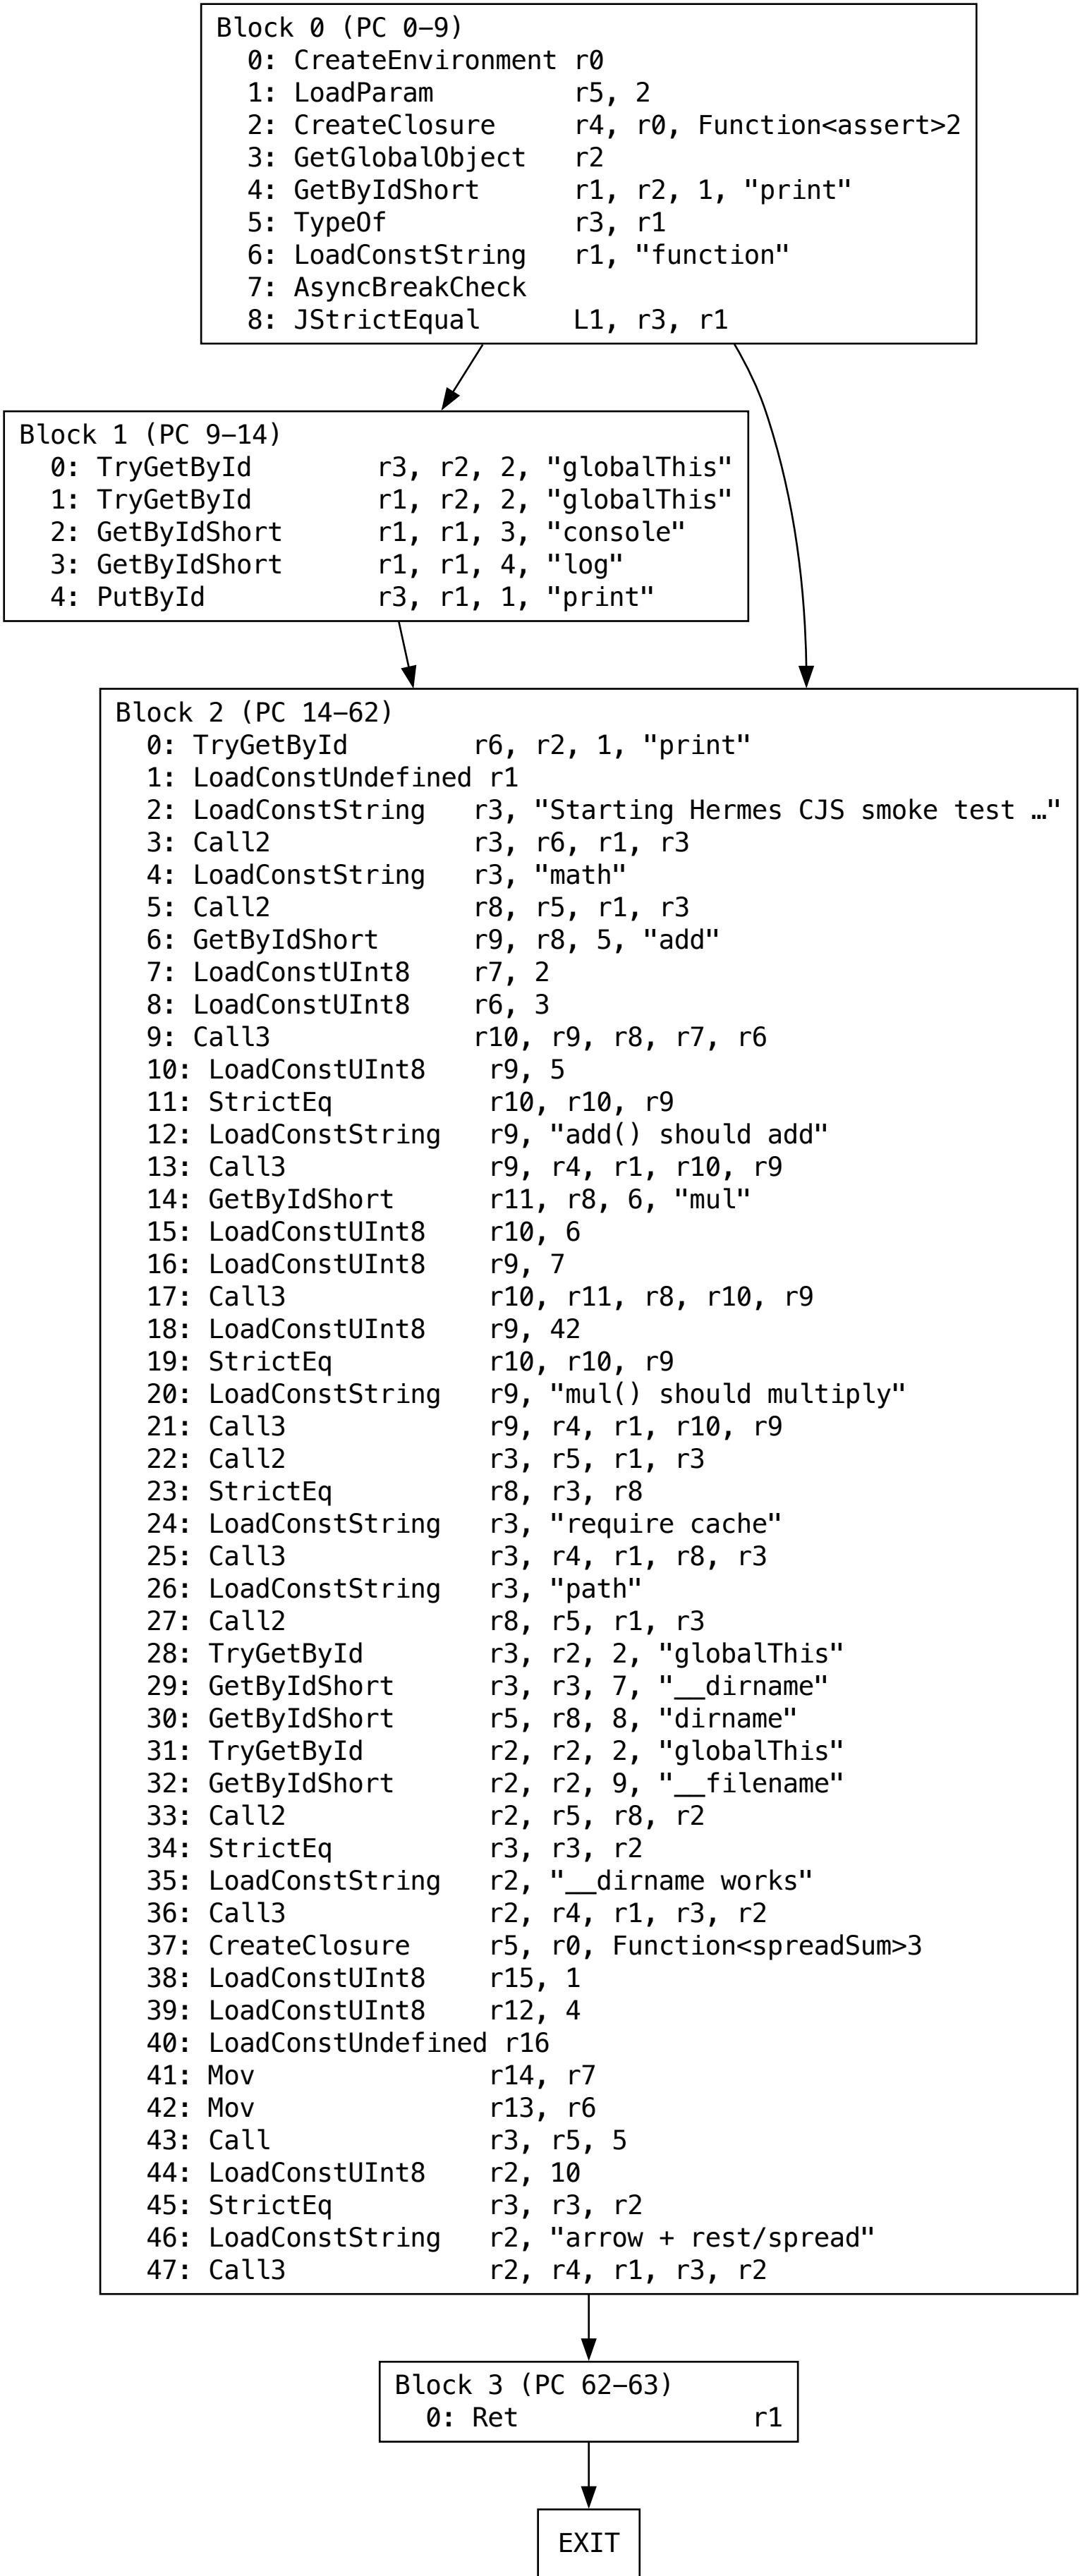 Block 0 (PC 0–9)
0: CreateEnvironment r0
1: LoadParam r5, 2
2: CreateClosure r4, r0, Function<assert>2
3: GetGlobalObject r2
4: GetByIdShort r1, r2, 1, "print"
5: TypeOf r3, r1
6: LoadConstString r1, "function"
7: AsyncBreakCheck
8: JStrictEqual L1, r3, r1
Block 1 (PC 9–14)
0: TryGetById r3, r2, 2, "globalThis"
1: TryGetById r1, r2, 2, "globalThis"
2: GetByIdShort r1, r1, 3, "console"
3: GetByIdShort r1, r1, 4, "log"
4: PutById r3, r1, 1, "print"
Block 2 (PC 14–62)
0: TryGetById r6, r2, 1, "print"
1: LoadConstUndefined r1
2: LoadConstString r3, "Starting Hermes CJS smoke test …"
3: Call2 r3, r6, r1, r3
4: LoadConstString r3, "math"
5: Call2 r8, r5, r1, r3
6: GetByIdShort r9, r8, 5, "add"
7: LoadConstUInt8 r7, 2
8: LoadConstUInt8 r6, 3
9: Call3 r10, r9, r8, r7, r6
10: LoadConstUInt8 r9, 5
11: StrictEq r10, r10, r9
12: LoadConstString r9, "add() should add"
13: Call3 r9, r4, r1, r10, r9
14: GetByIdShort r11, r8, 6, "mul"
15: LoadConstUInt8 r10, 6
16: LoadConstUInt8 r9, 7
17: Call3 r10, r11, r8, r10, r9
18: LoadConstUInt8 r9, 42
19: StrictEq r10, r10, r9
20: LoadConstString r9, "mul() should multiply"
21: Call3 r9, r4, r1, r10, r9
22: Call2 r3, r5, r1, r3
23: StrictEq r8, r3, r8
24: LoadConstString r3, "require cache"
25: Call3 r3, r4, r1, r8, r3
26: LoadConstString r3, "path"
27: Call2 r8, r5, r1, r3
28: TryGetById r3, r2, 2, "globalThis"
29: GetByIdShort r3, r3, 7, "__dirname"
30: GetByIdShort r5, r8, 8, "dirname"
31: TryGetById r2, r2, 2, "globalThis"
32: GetByIdShort r2, r2, 9, "__filename"
33: Call2 r2, r5, r8, r2
34: StrictEq r3, r3, r2
35: LoadConstString r2, "__dirname works"
36: Call3 r2, r4, r1, r3, r2
37: CreateClosure r5, r0, Function<spreadSum>3
38: LoadConstUInt8 r15, 1
39: LoadConstUInt8 r12, 4
40: LoadConstUndefined r16
41: Mov r14, r7
42: Mov r13, r6
43: Call r3, r5, 5
44: LoadConstUInt8 r2, 10
45: StrictEq r3, r3, r2
46: LoadConstString r2, "arrow + rest/spread"
47: Call3 r2, r4, r1, r3, r2
Block 3 (PC 62–63)
0: Ret r1
EXIT